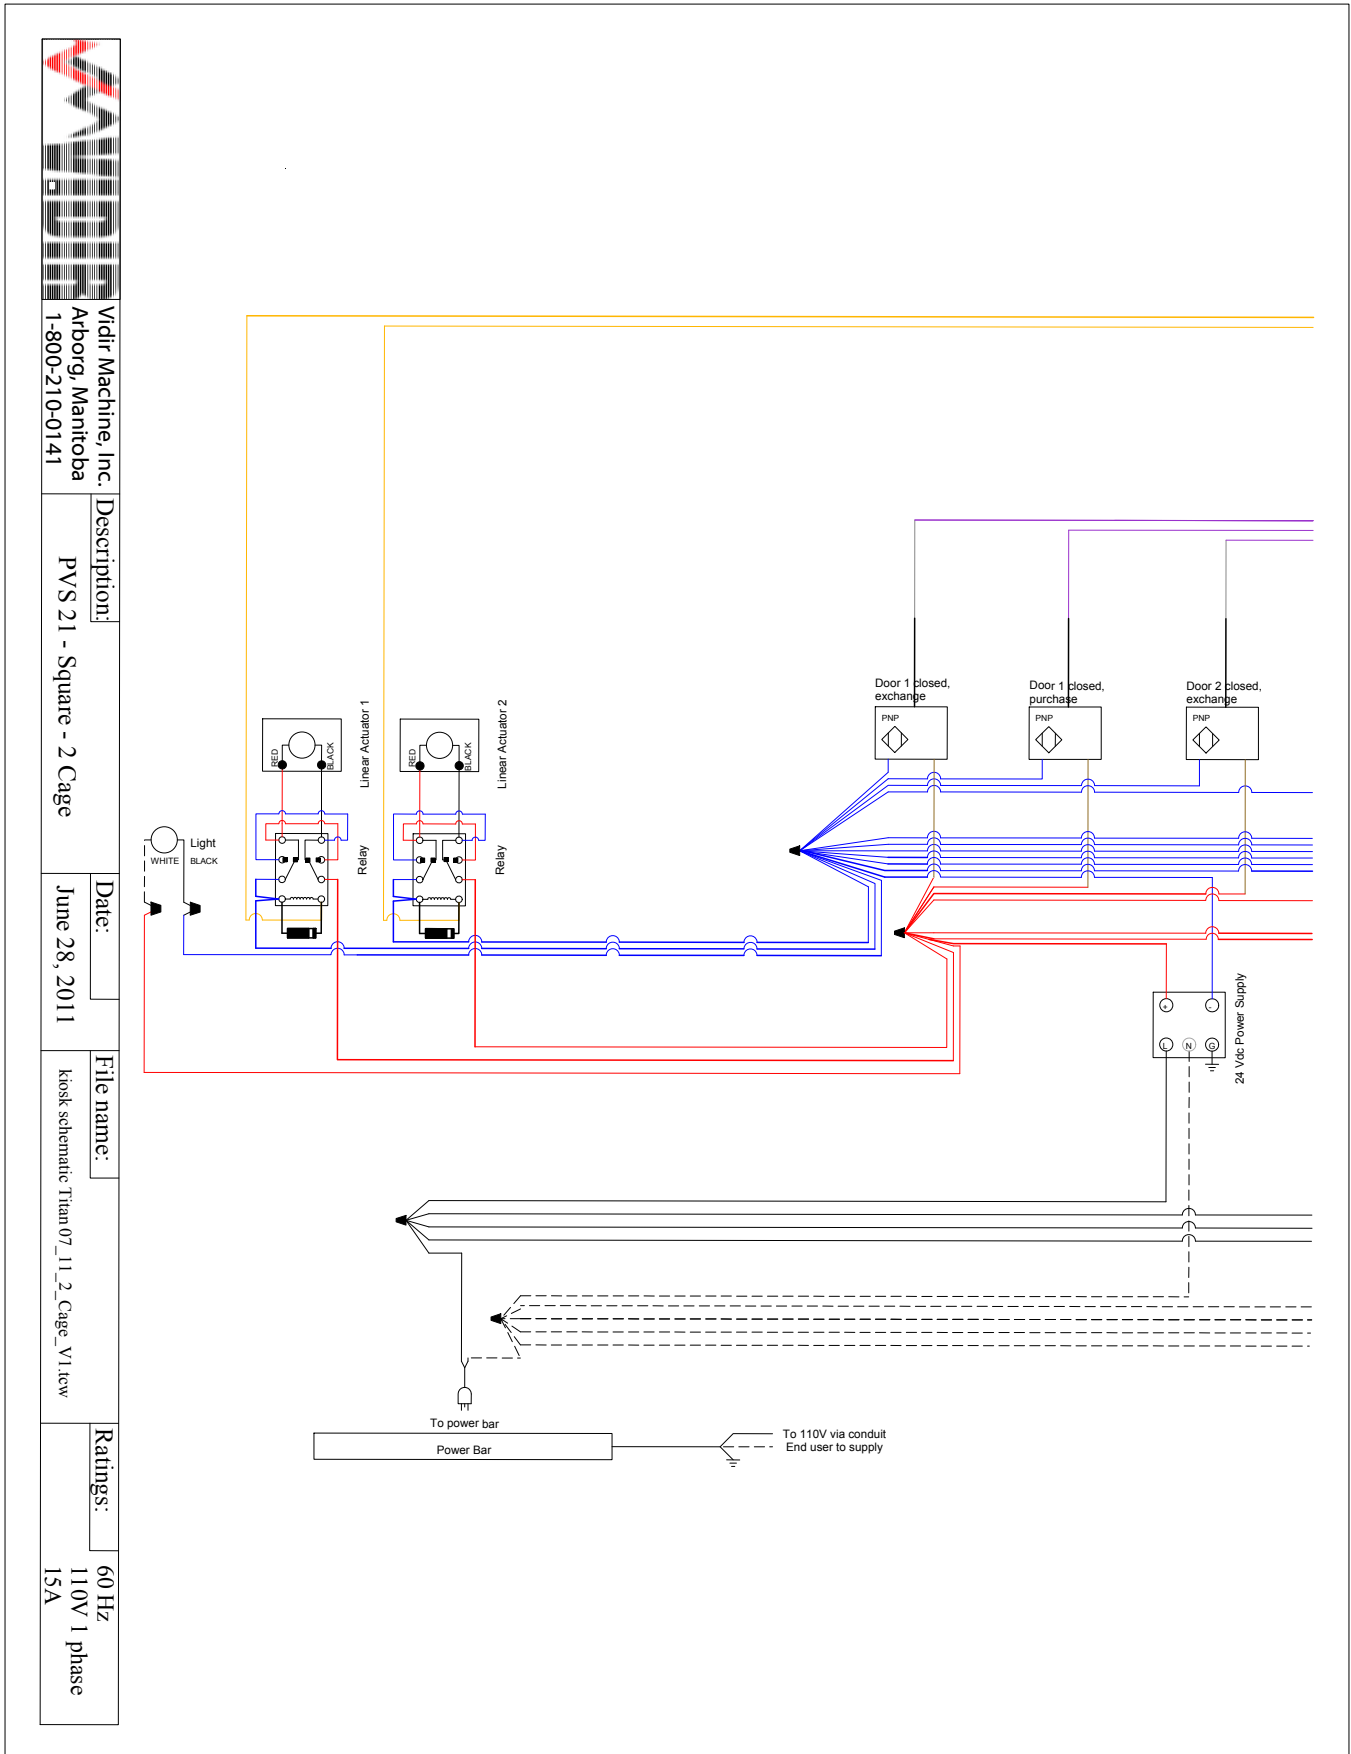 VIDIR
Vidir Machine, Inc.
Arborg, Manitoba
1-800-210-0141
Description:
PVS 21 - Square - 2 Cage
Date:
June 28, 2011
File name:
kiosk schematic Titan 07_11_2_Cage_V1.tcw
Ratings:
60 Hz
110V 1 phase
15A
Door 1 closed,
exchange
PNP
Door 1 closed,
purchase
PNP
Door 2 closed,
exchange
PNP
RED
BLACK
Linear Actuator 1
RED
BLACK
Linear Actuator 2
Relay
Relay
Light
WHITE
BLACK
+
-
L
N
G
24 Vdc Power Supply
To power bar
Power Bar
To 110V via conduit
End user to supply